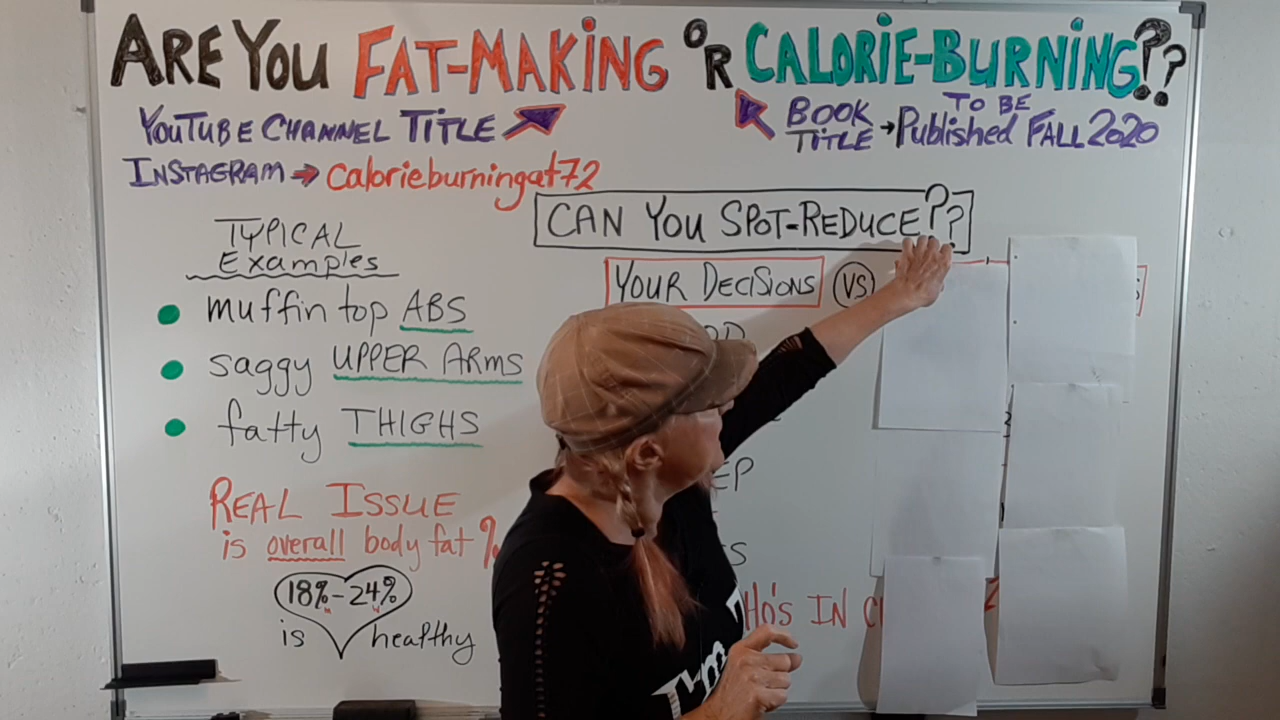 ARE YOU FAT-MAKING OR CALORIE-BURNING??
YOUTUBE CHANNEL TITLE
BOOK TITLE → TO BE Published FALL 2020
INSTAGRAM → calorieburningat72
CAN YOU SPOT-REDUCE??
TYPICAL
Examples
YOUR DECISIONS VS
muffin top ABS
saggy UPPER ARMS
fatty THIGHS
REAL ISSUE
is overall body fat %
18% - 24%
M W
is healthy
IN
I'm